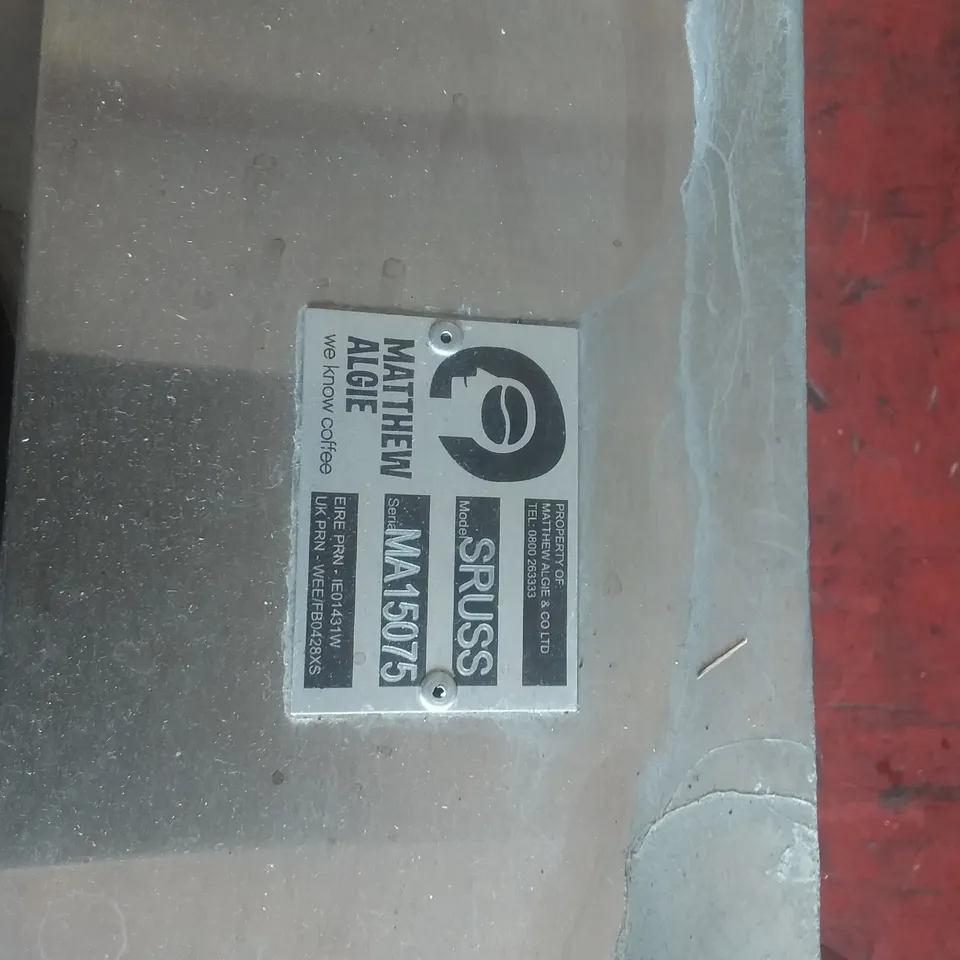 MATTHEW
ALGIE
we know coffee
PROPERTY OF:
MATTHEW ALGIE & CO LTD
TEL: 0800 263333
Model SRUSS
Serial MA15075
EIRE PRN - IE01431W
UK PRN - WEE/FB0428XS